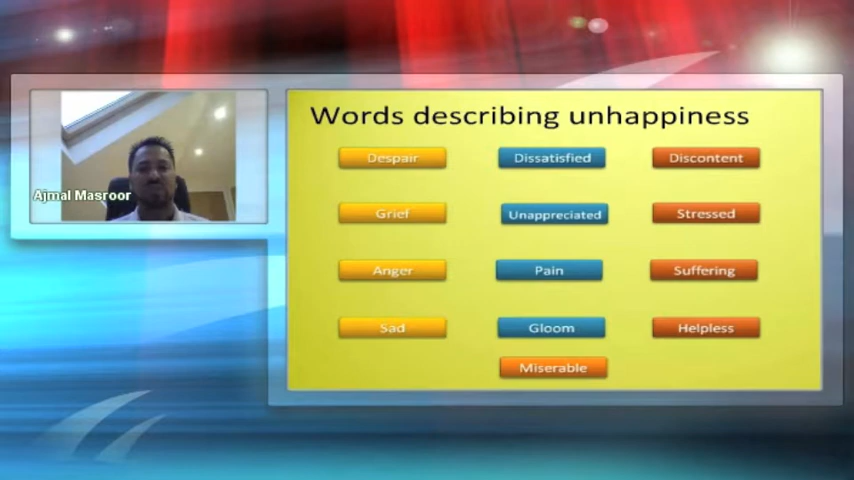 Ajmal Masroor
Words describing unhappiness
Despair Dissatisfied Discontent
Grief Unappreciated Stressed
Anger Pain Suffering
Sad Gloom Helpless
Miserable